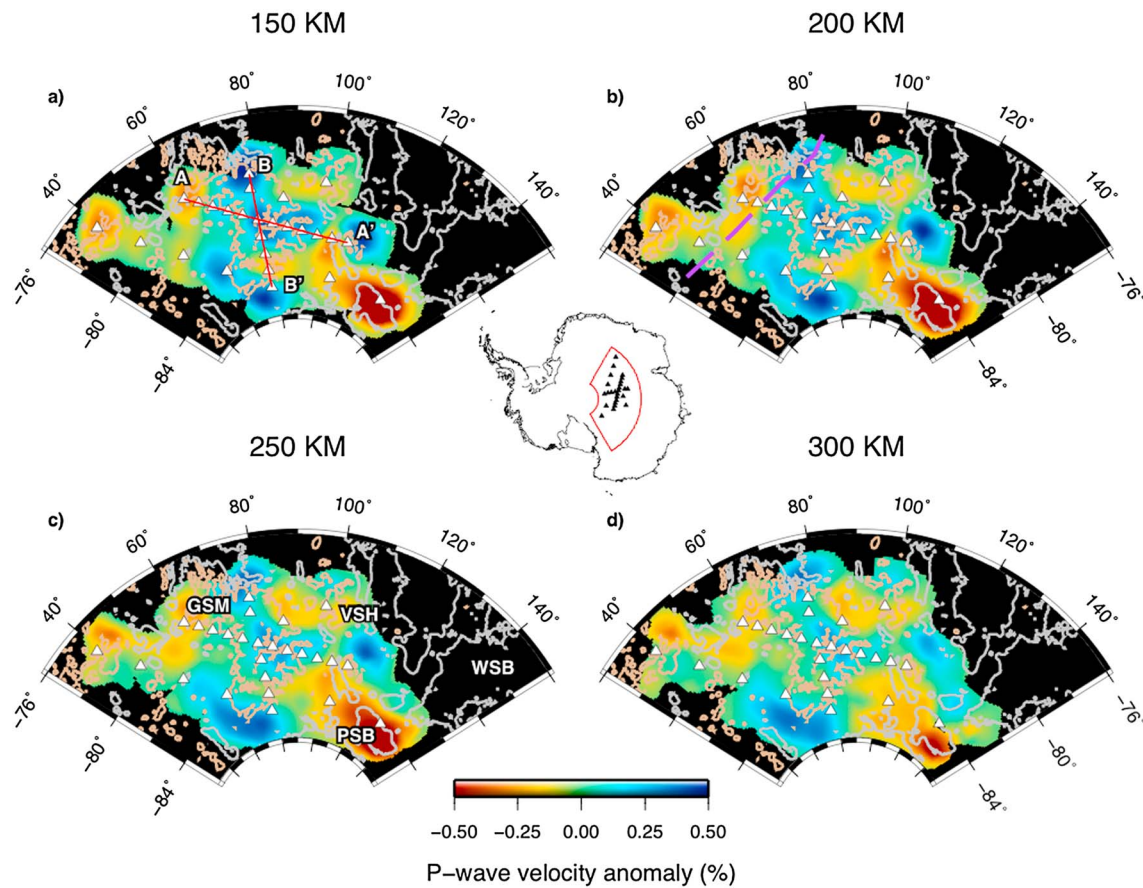 150 KM
200 KM
a)
60°
80°
100°
120°
40°
140°
B
A
A'
B'
−76°
−80°
−84°
b)
60°
80°
100°
120°
40°
140°
−76°
−80°
−84°
250 KM
300 KM
c)
60°
80°
100°
120°
40°
140°
GSM
VSH
WSB
PSB
−76°
−80°
−84°
d)
60°
80°
100°
120°
40°
140°
−76°
−80°
−84°
−0.50 −0.25 0.00 0.25 0.50
P−wave velocity anomaly (%)